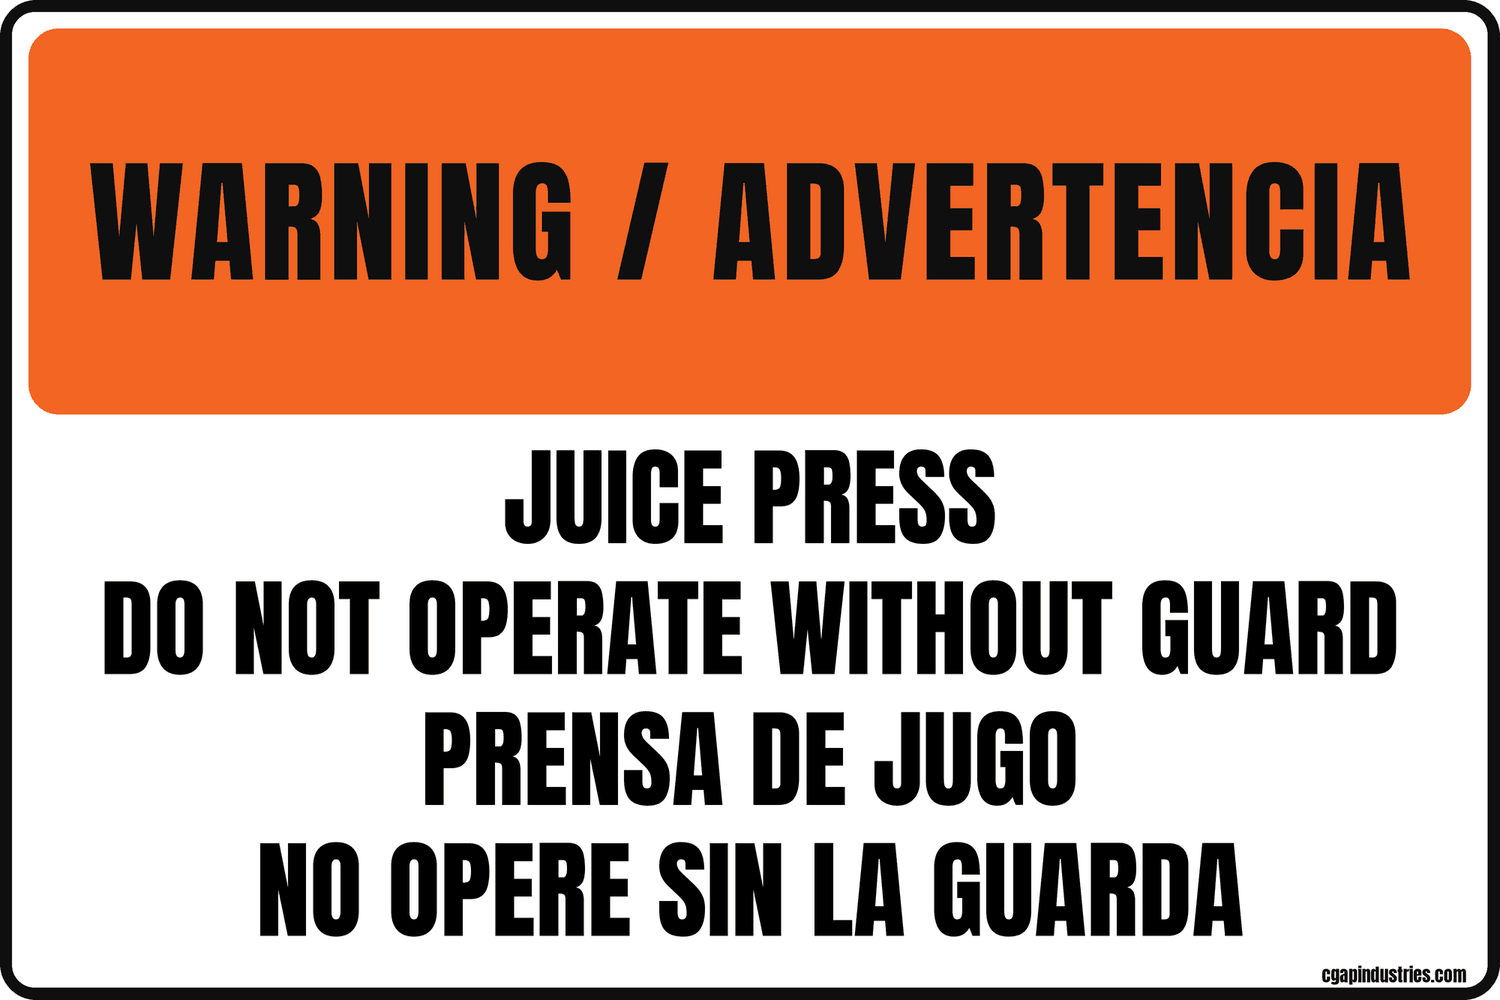 WARNING / ADVERTENCIA
JUICE PRESS
DO NOT OPERATE WITHOUT GUARD
PRENSA DE JUGO
NO OPERE SIN LA GUARDA
cgapindustries.com